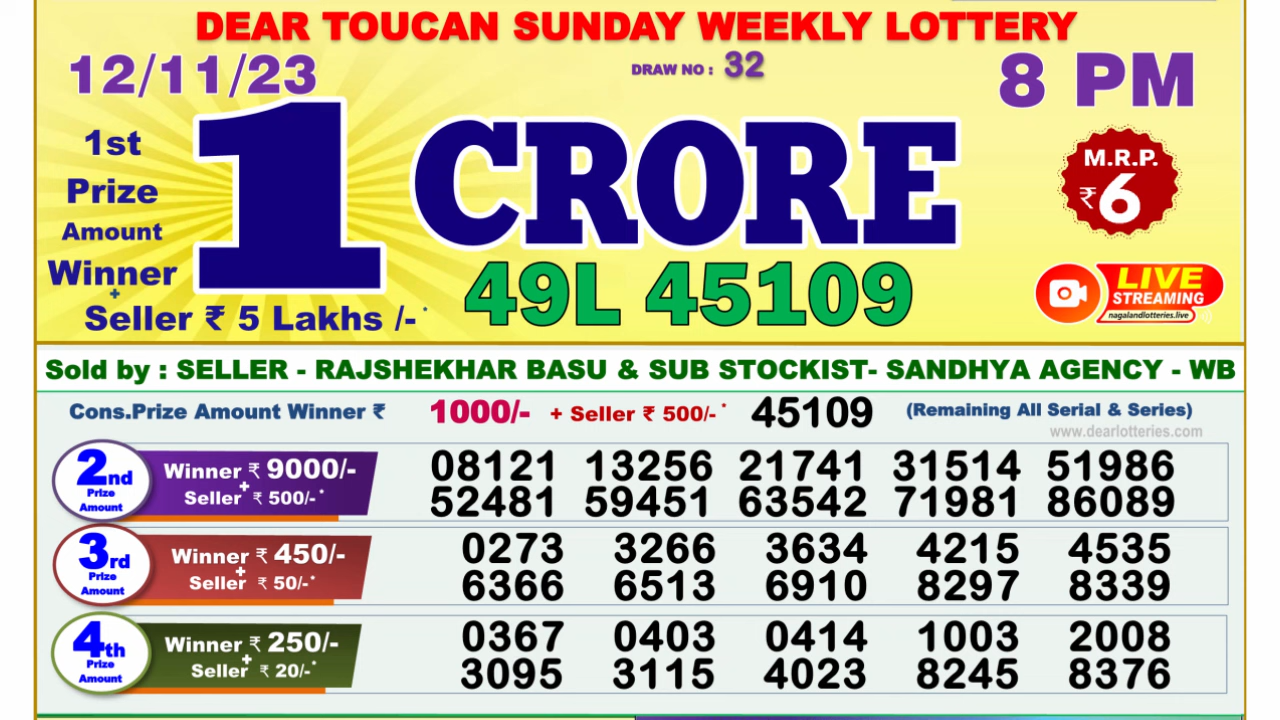 DEAR TOUCAN SUNDAY WEEKLY LOTTERY
12/11/23
DRAW NO : 32
8 PM
1st
Prize
Amount
Winner
+
Seller ₹ 5 Lakhs /-*
1 CRORE
49L 45109
M.R.P.
₹6
LIVE
STREAMING
nagalandlotteries.live
Sold by : SELLER - RAJSHEKHAR BASU & SUB STOCKIST- SANDHYA AGENCY - WB
Cons.Prize Amount Winner ₹ 1000/- + Seller ₹ 500/-* 45109 (Remaining All Serial & Series)
www.dearlotteries.com
2nd
Prize
Amount
Winner ₹ 9000/-
+
Seller ₹ 500/-*
08121 13256 21741 31514 51986
52481 59451 63542 71981 86089
3rd
Prize
Amount
Winner ₹ 450/-
+
Seller ₹ 50/-*
0273 3266 3634 4215 4535
6366 6513 6910 8297 8339
4th
Prize
Amount
Winner ₹ 250/-
+
Seller ₹ 20/-*
0367 0403 0414 1003 2008
3095 3115 4023 8245 8376